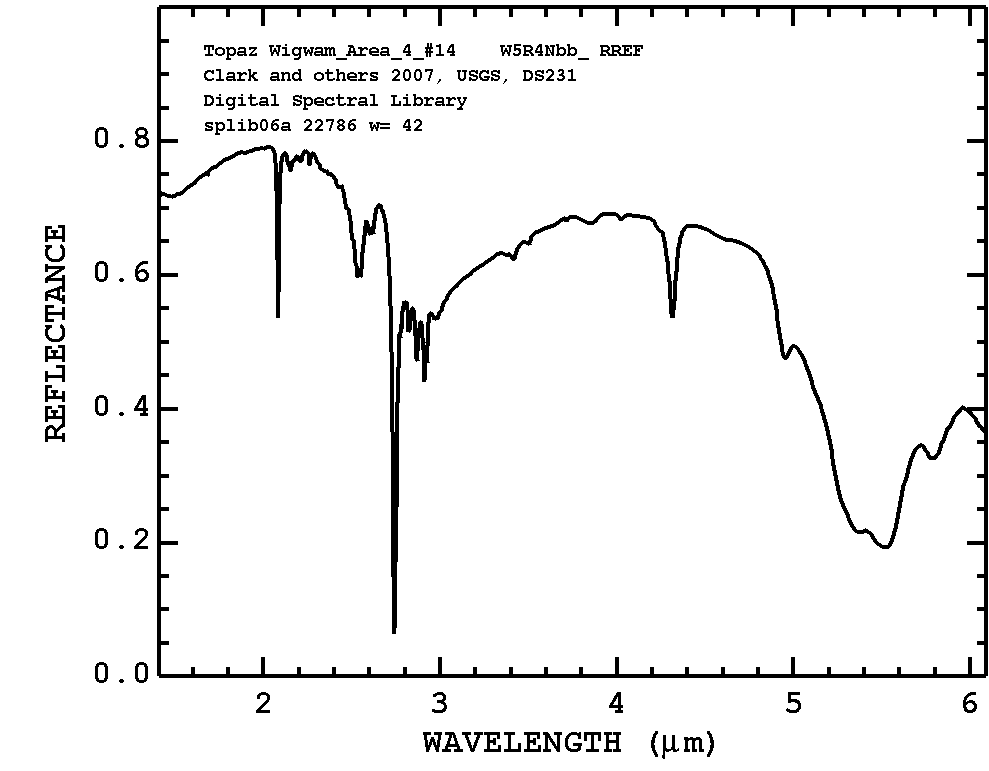 Topaz Wigwam_Area_4_#14 W5R4Nbb_ RREF
Clark and others 2007, USGS, DS231
Digital Spectral Library
splib06a 22786 w= 42
0.8
0.6
0.4
0.2
0.0
REFLECTANCE
2 3 4 5 6
WAVELENGTH (μm)